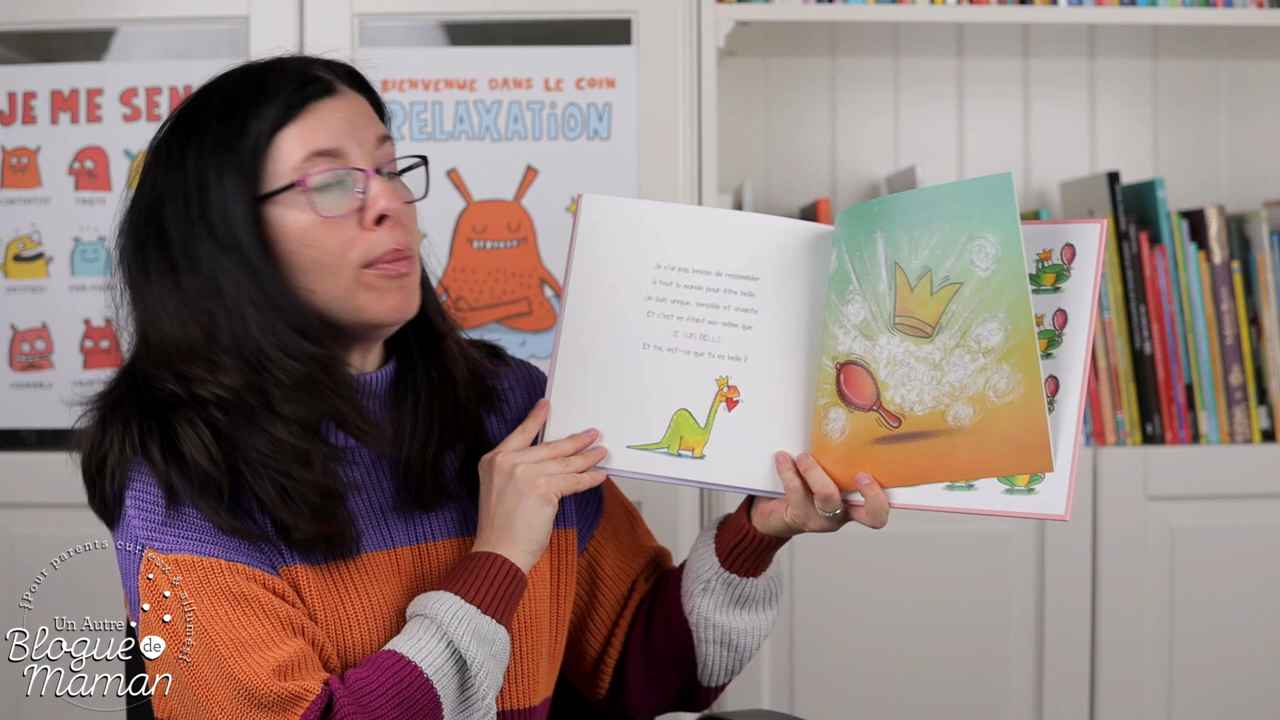 JE ME SEN
BIENVENUE DANS LE COIN
RELAXATiON
TRISTE
Je n'ai pas besoin de ressembler
à tout le monde pour être belle.
Je suis unique, sensible et vivante.
Et c'est en étant moi-même que
JE SUIS BELLE.
Et toi, est-ce que tu es belle ?
{Pour parents curieux & allumés}
Un Autre
Blogue de
Maman